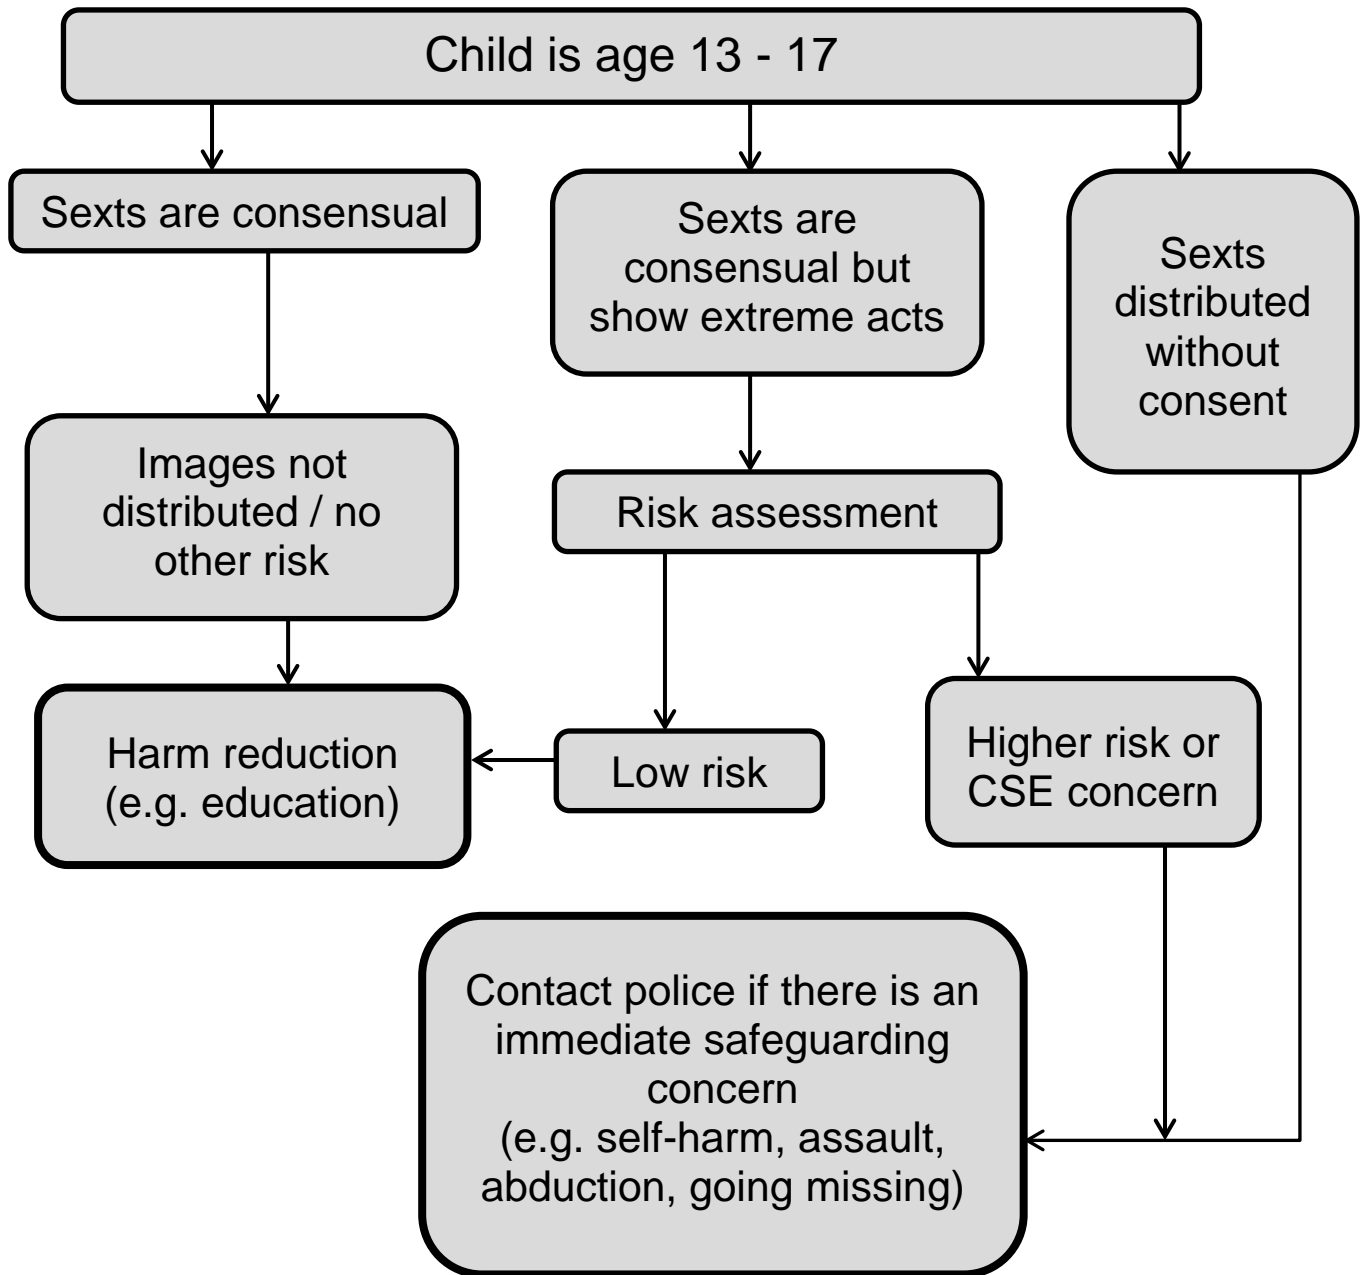 Child is age 13 - 17
Sexts are consensual
Sexts are
consensual but
show extreme acts
Sexts
distributed
without
consent
Images not
distributed / no
other risk
Risk assessment
Harm reduction
(e.g. education)
Low risk
Higher risk or
CSE concern
Contact police if there is an
immediate safeguarding
concern
(e.g. self-harm, assault,
abduction, going missing)